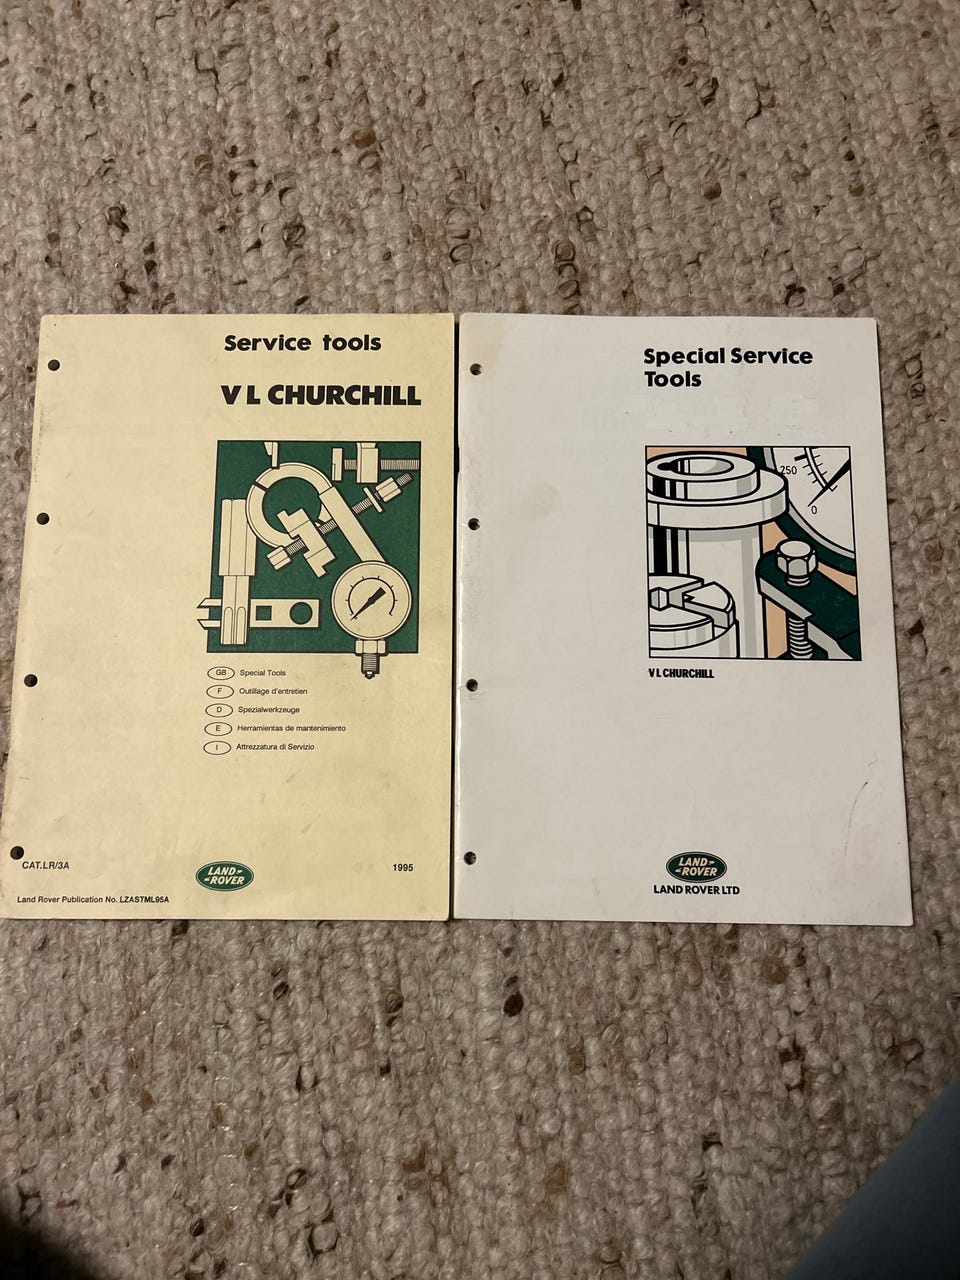 Service tools
V L CHURCHILL
GB Special Tools
F Outillage d'entretien
D Spezialwerkzeuge
E Herramientas de mantenimiento
I Attrezzatura di Servizio
CAT.LR/3A
LAND-
-ROVER
1995
Land Rover Publication No. LZASTML95A
Special Service
Tools
250
0
V L CHURCHILL
LAND-
-ROVER
LAND ROVER LTD